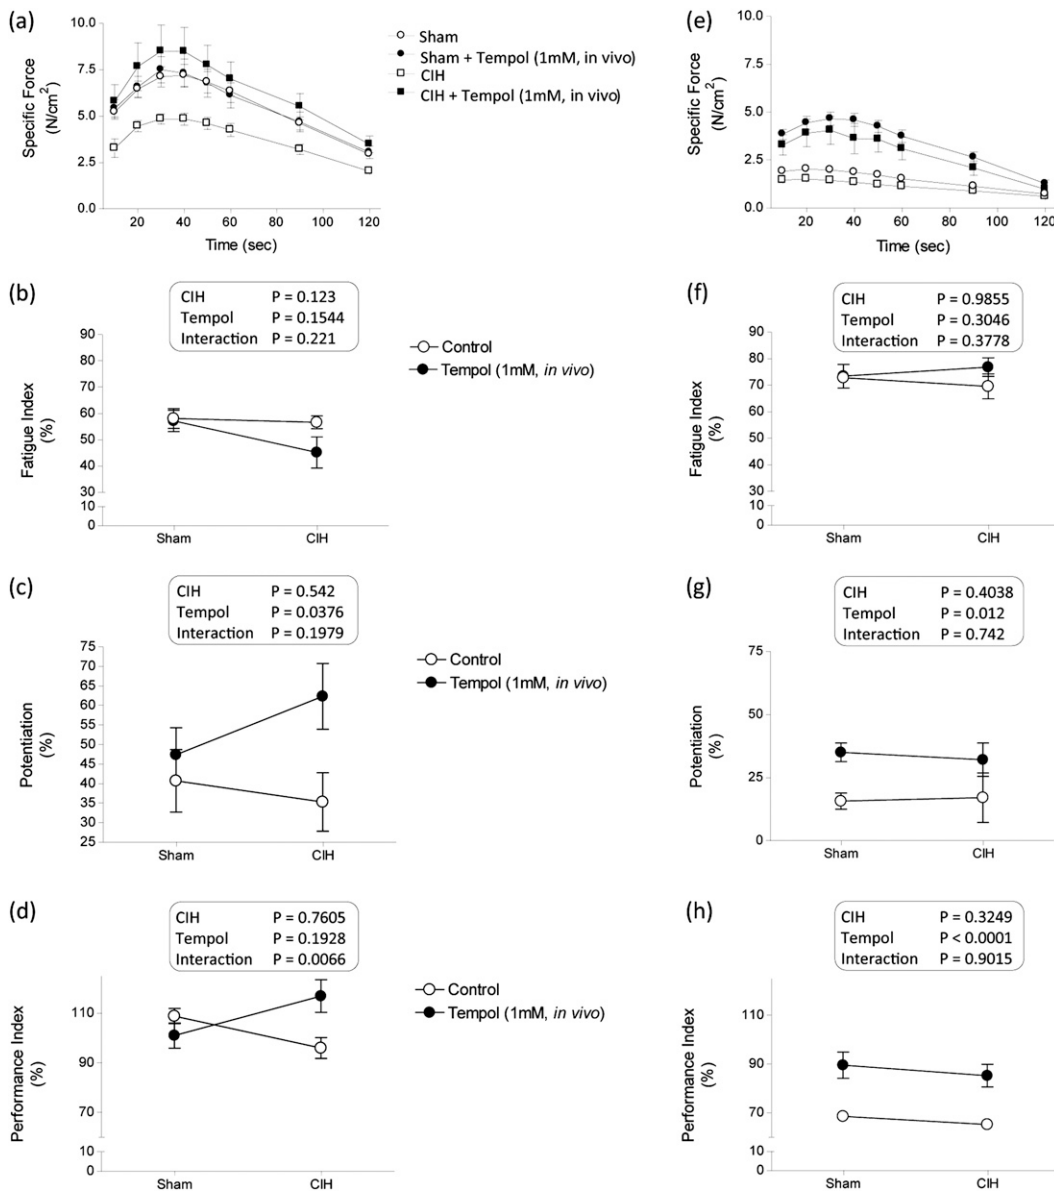 (a)
10.0
7.5
5.0
2.5
0.0
Specific Force
(N/cm²)
20 40 60 80 100 120
Time (sec)
Sham
Sham + Tempol (1mM, in vivo)
CIH
CIH + Tempol (1mM, in vivo)
(e)
10.0
7.5
5.0
2.5
0.0
Specific Force
(N/cm²)
20 40 60 80 100 120
Time (sec)
(b)
CIH P = 0.123
Tempol P = 0.1544
Interaction P = 0.221
90
80
70
60
50
40
30
10
0
Fatigue Index
(%)
Sham CIH
Control
Tempol (1mM, in vivo)
(f)
CIH P = 0.9855
Tempol P = 0.3046
Interaction P = 0.3778
90
80
70
60
50
40
30
10
0
Fatigue Index
(%)
Sham CIH
(c)
CIH P = 0.542
Tempol P = 0.0376
Interaction P = 0.1979
75
70
65
60
55
50
45
40
35
30
25
Potentiation
(%)
Sham CIH
Control
Tempol (1mM, in vivo)
(g)
CIH P = 0.4038
Tempol P = 0.012
Interaction P = 0.742
75
50
25
0
Potentiation
(%)
Sham CIH
(d)
CIH P = 0.7605
Tempol P = 0.1928
Interaction P = 0.0066
110
90
70
10
0
Performance Index
(%)
Sham CIH
Control
Tempol (1mM, in vivo)
(h)
CIH P = 0.3249
Tempol P < 0.0001
Interaction P = 0.9015
110
90
70
10
0
Performance Index
(%)
Sham CIH